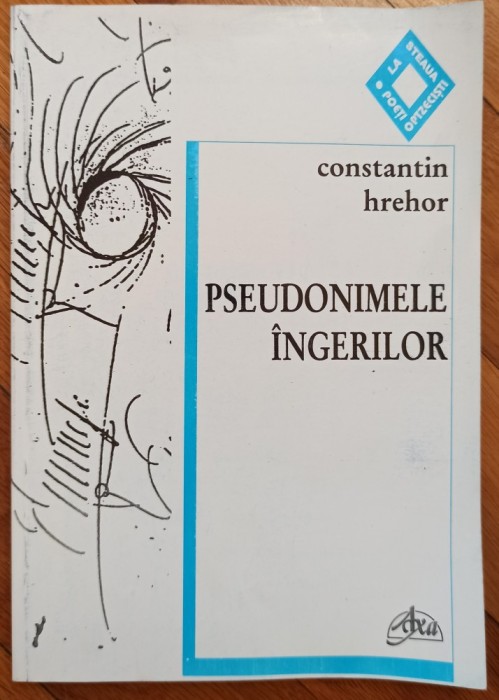 LA STEAUA
• POEȚI OPTZECIȘTI
constantin
hrehor
PSEUDONIMELE
ÎNGERILOR
Axa